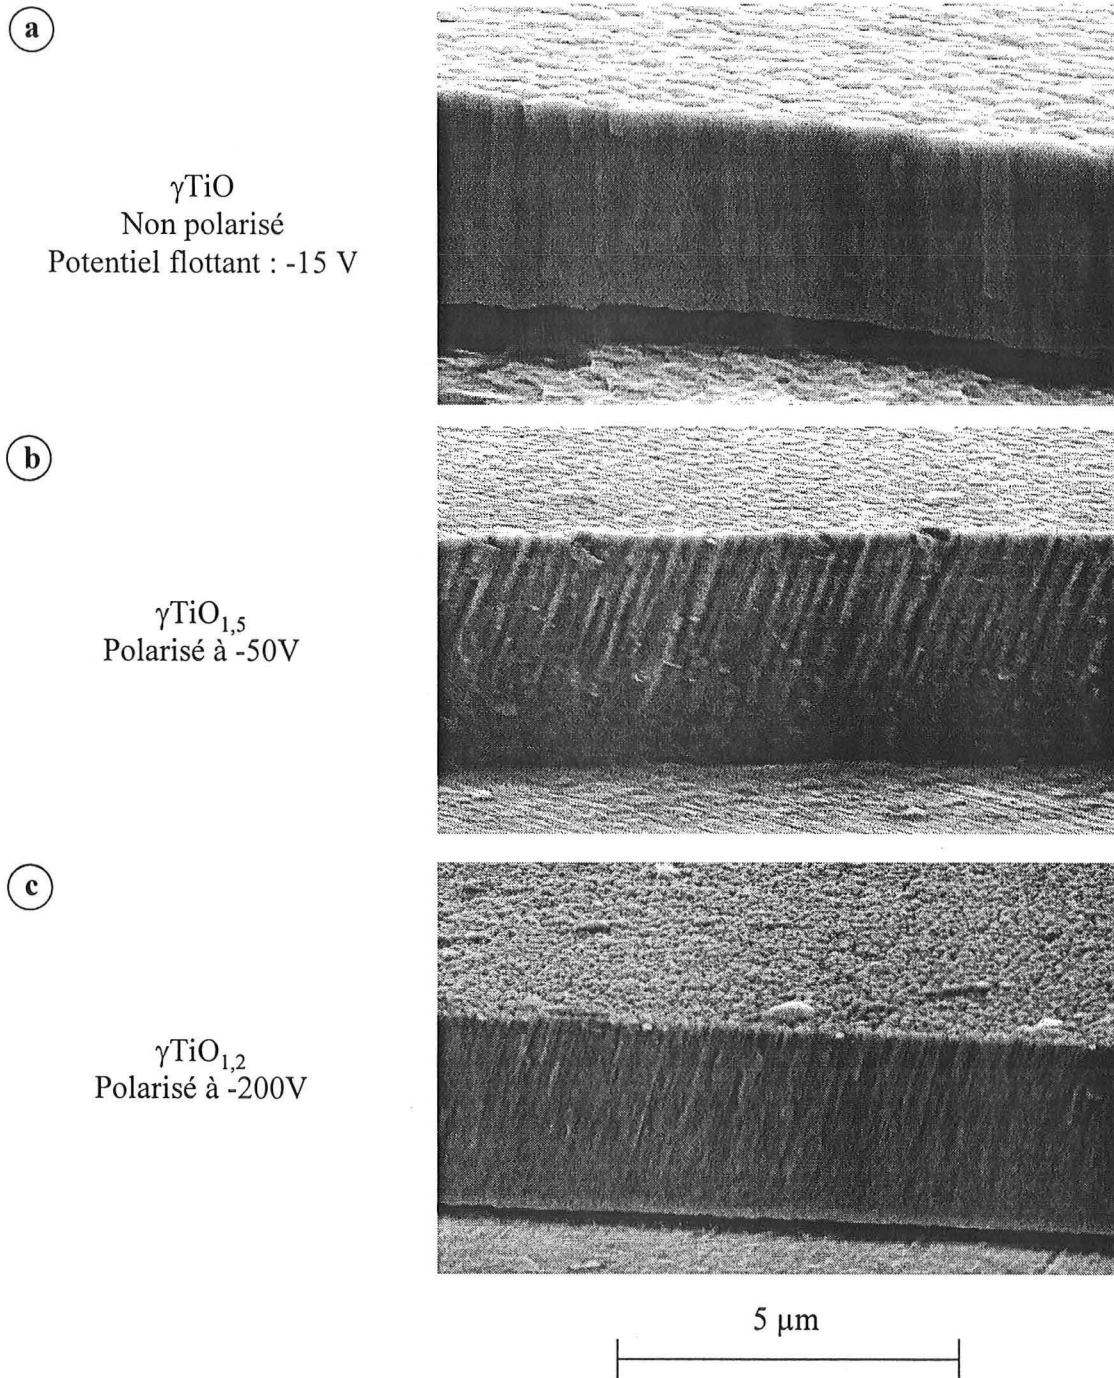 a
γTiO
Non polarisé
Potentiel flottant : -15 V
b
γTiO1,5
Polarisé à -50V
c
γTiO1,2
Polarisé à -200V
5 μm